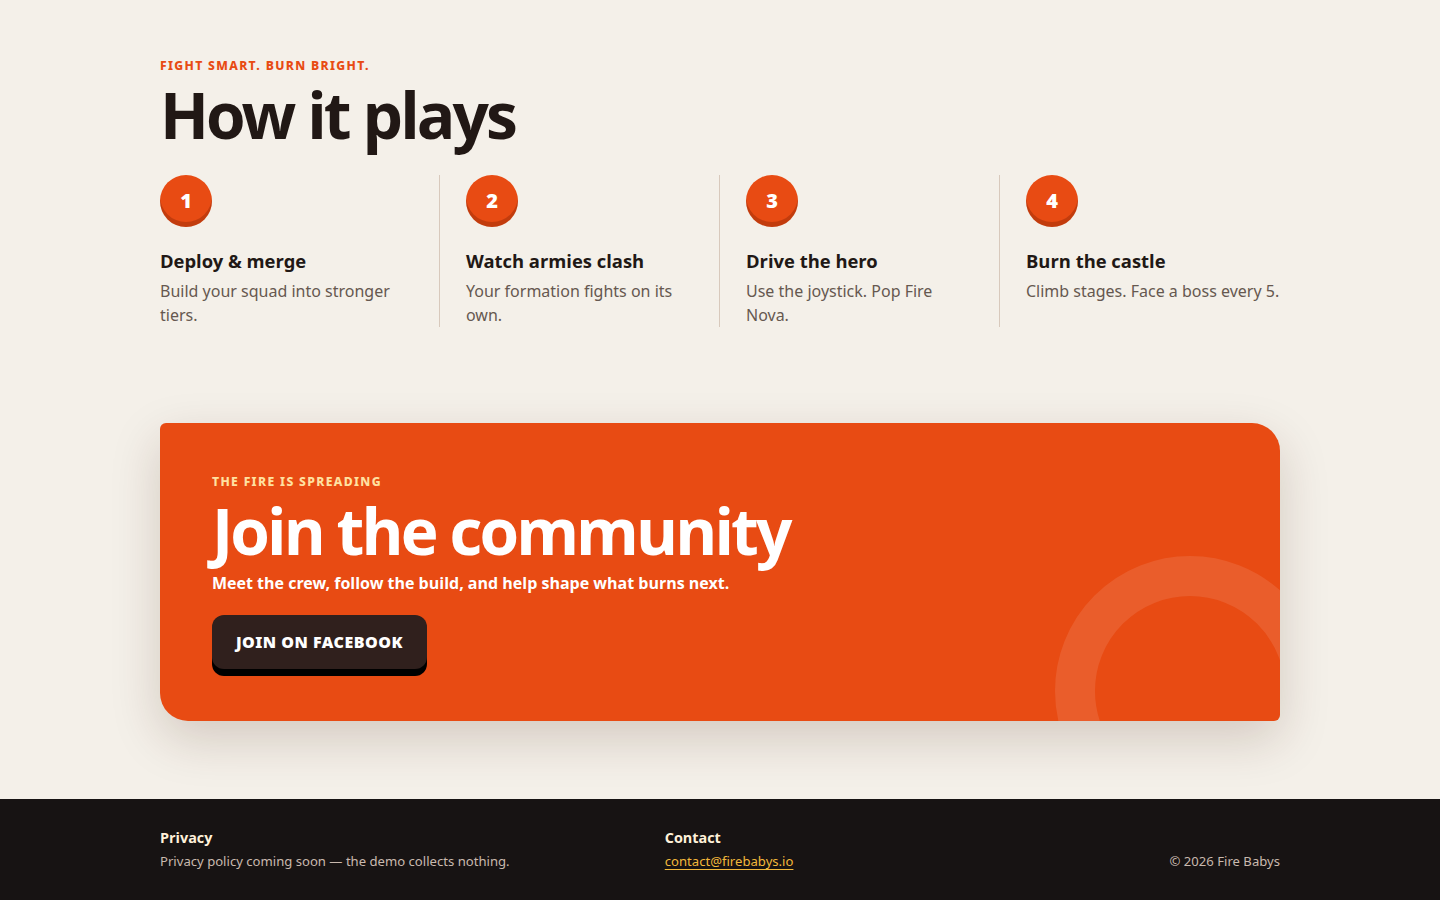 FIGHT SMART. BURN BRIGHT.
How it plays
1
Deploy & merge
Build your squad into stronger
tiers.
2
Watch armies clash
Your formation fights on its
own.
3
Drive the hero
Use the joystick. Pop Fire
Nova.
4
Burn the castle
Climb stages. Face a boss every 5.
THE FIRE IS SPREADING
Join the community
Meet the crew, follow the build, and help shape what burns next.
JOIN ON FACEBOOK
Privacy
Privacy policy coming soon — the demo collects nothing.
Contact
contact@firebabys.io
© 2026 Fire Babys